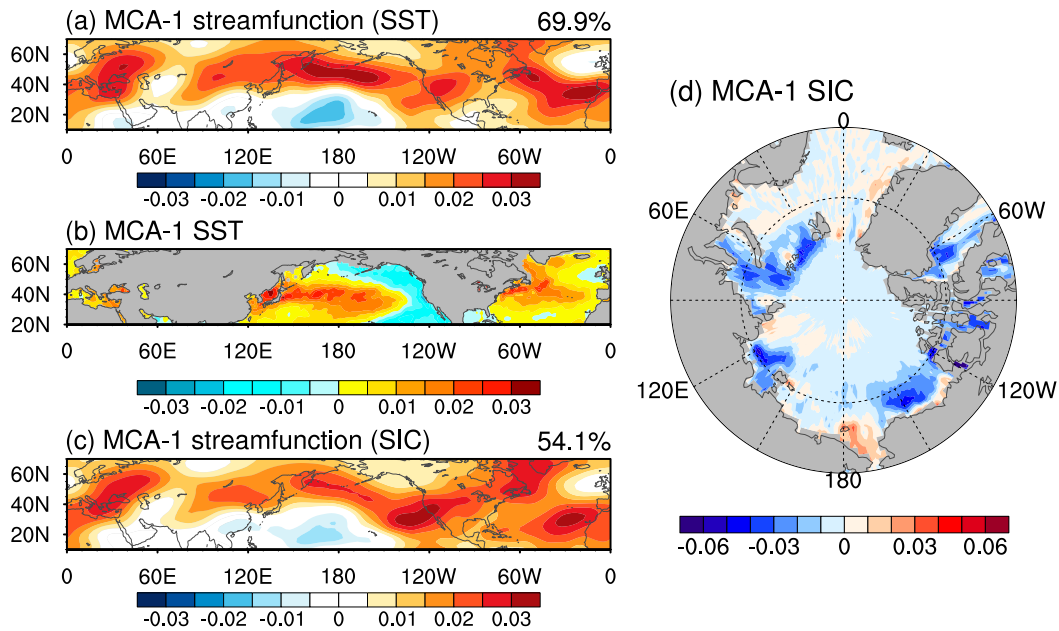 (a) MCA-1 streamfunction (SST) 69.9%
60N
40N
20N
0 60E 120E 180 120W 60W 0
-0.03 -0.02 -0.01 0 0.01 0.02 0.03
(b) MCA-1 SST
60N
40N
20N
0 60E 120E 180 120W 60W 0
-0.03 -0.02 -0.01 0 0.01 0.02 0.03
(c) MCA-1 streamfunction (SIC) 54.1%
60N
40N
20N
0 60E 120E 180 120W 60W 0
-0.03 -0.02 -0.01 0 0.01 0.02 0.03
(d) MCA-1 SIC
0
60E 60W
120E 120W
180
-0.06 -0.03 0 0.03 0.06